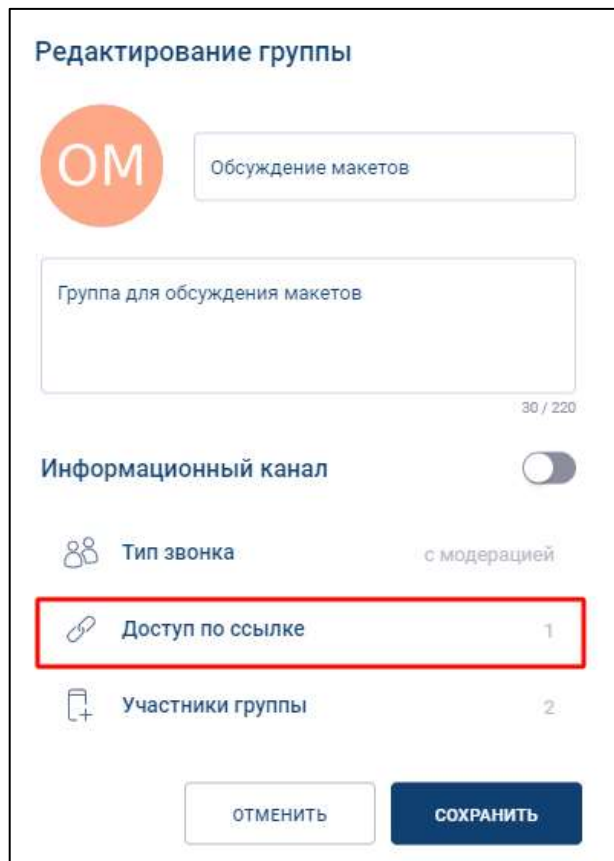 Редактирование группы
ОМ
Обсуждение макетов
Группа для обсуждения макетов
30 / 220
Информационный канал
Тип звонка с модерацией
Доступ по ссылке 1
Участники группы 2
ОТМЕНИТЬ СОХРАНИТЬ